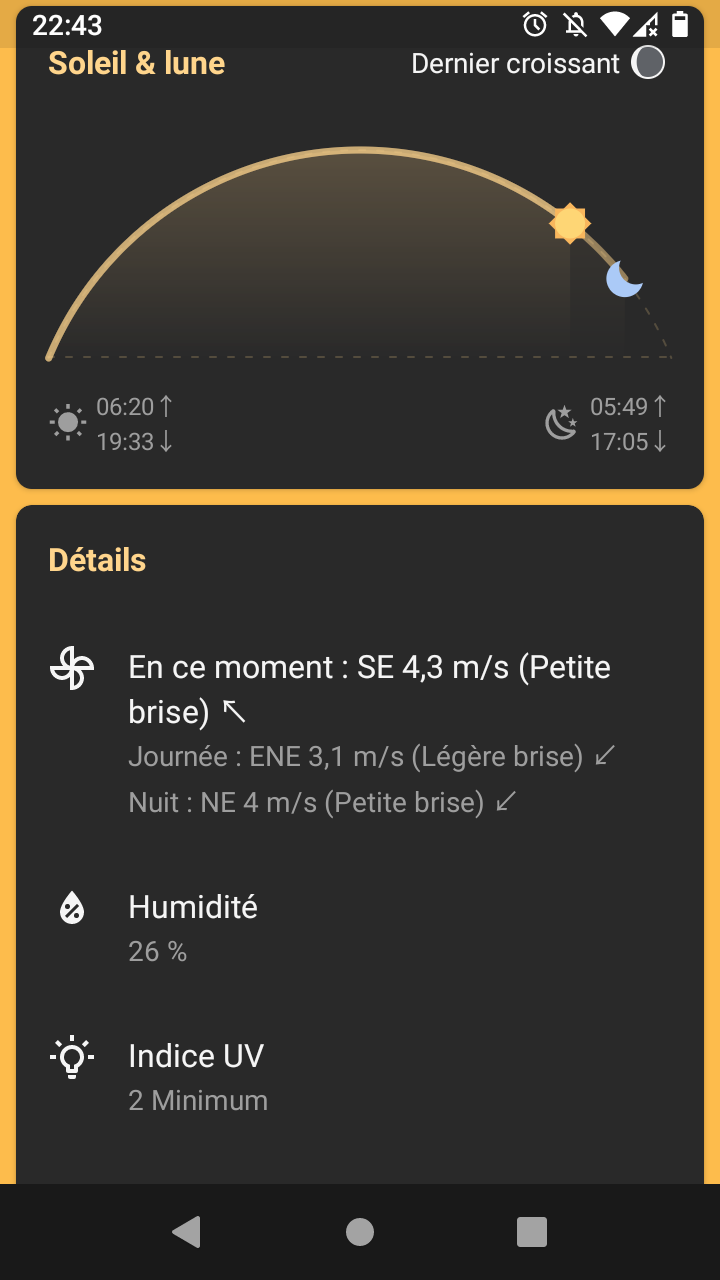 22:43
Soleil & lune
Dernier croissant
06:20↑
19:33↓
05:49↑
17:05↓
Détails
En ce moment : SE 4,3 m/s (Petite
brise) ↖
Journée : ENE 3,1 m/s (Légère brise) ↙
Nuit : NE 4 m/s (Petite brise) ↙
Humidité
26 %
Indice UV
2 Minimum